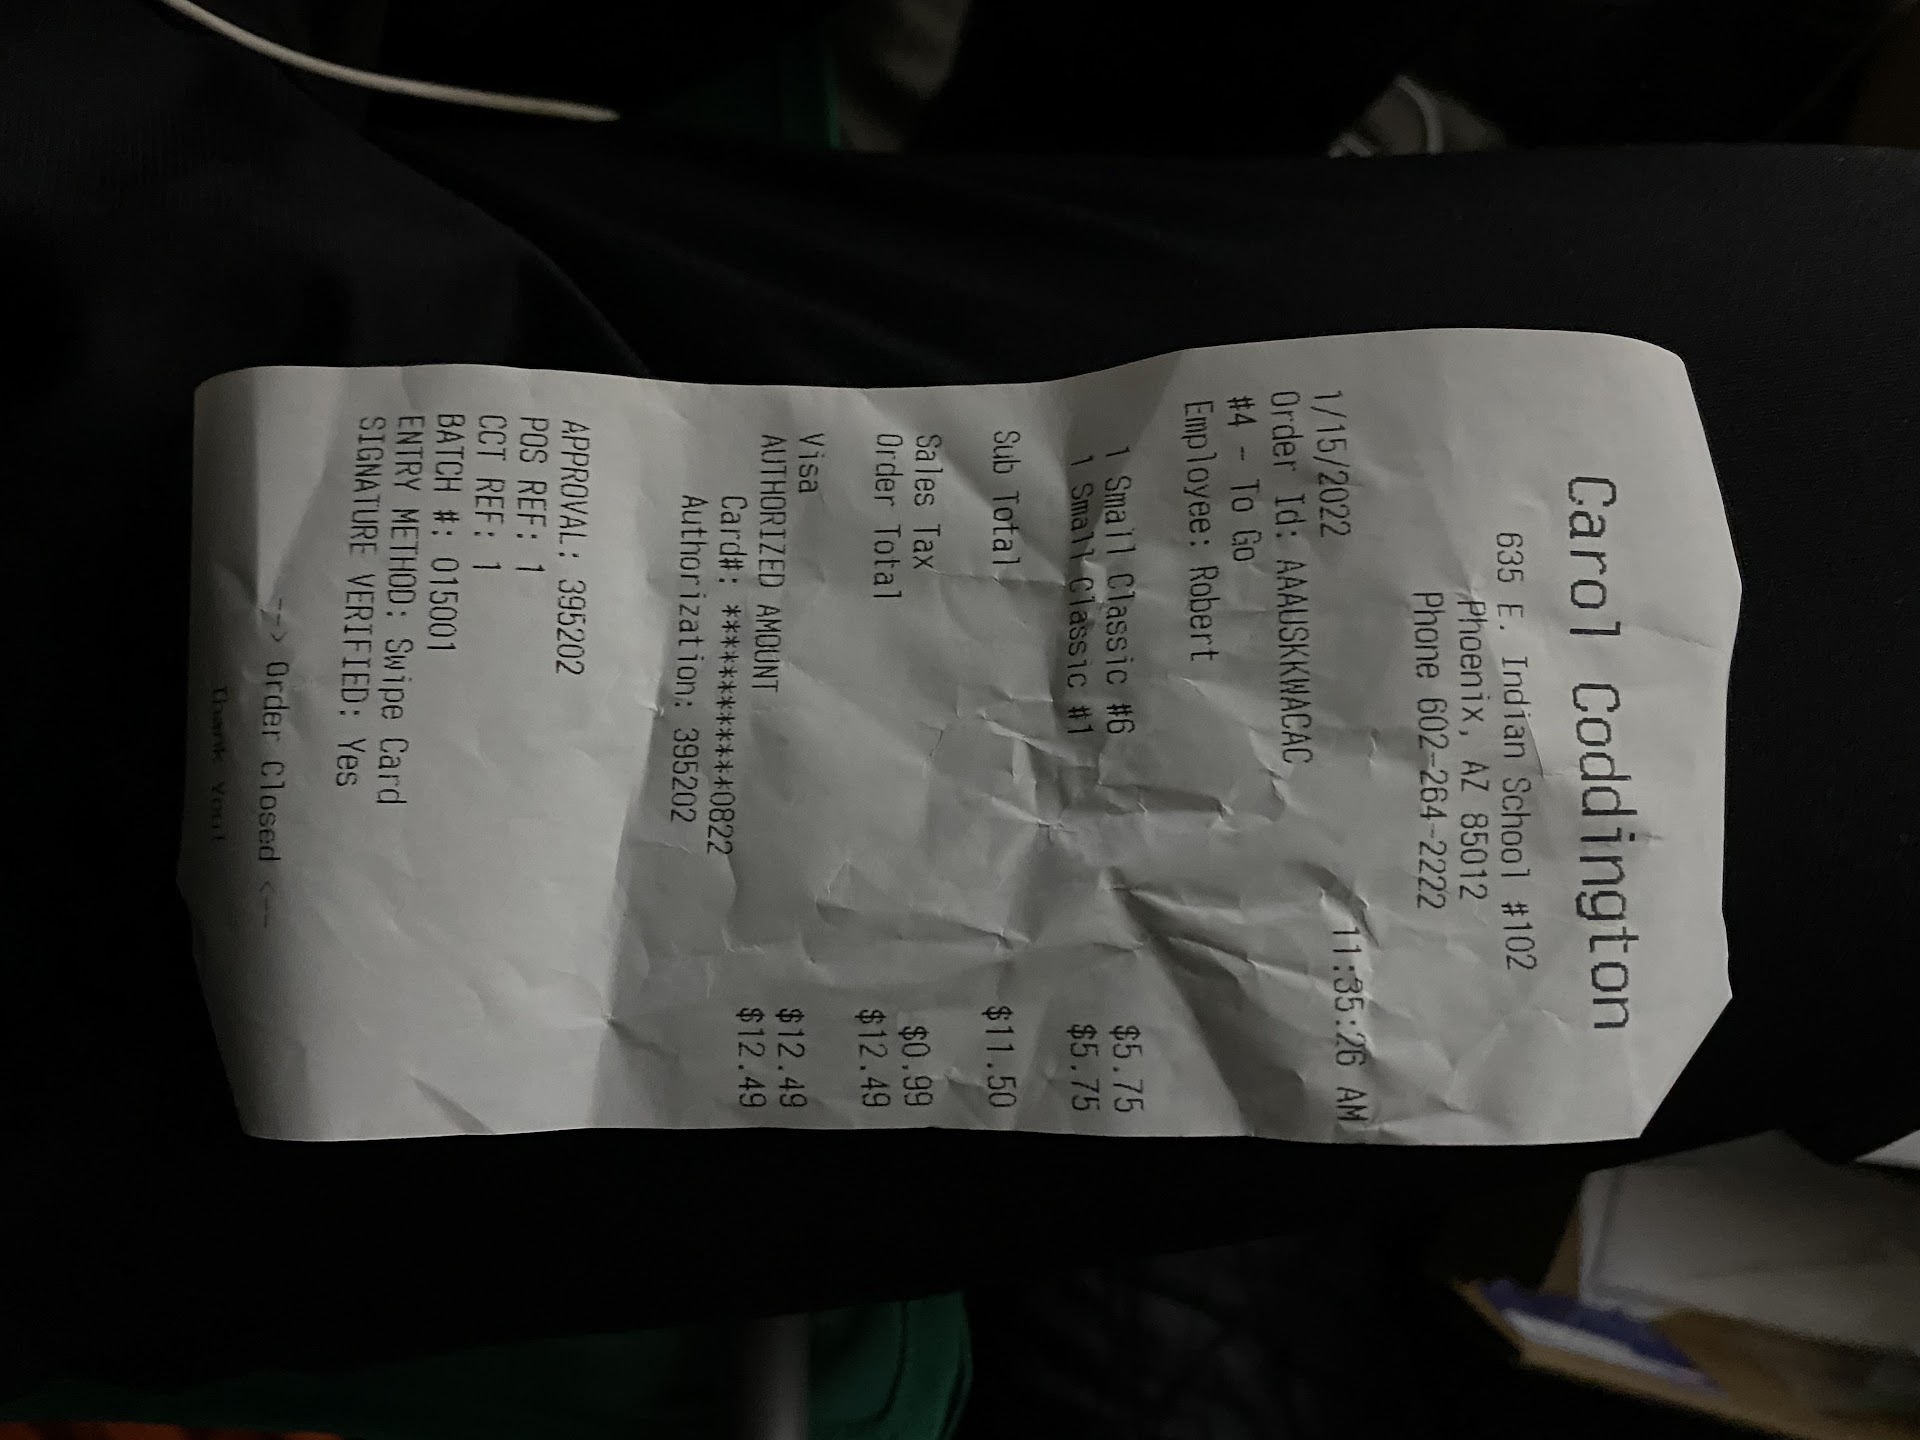 Carol Coddington
635 E. Indian School #102
Phoenix, AZ 85012
Phone 602-264-2222
1/15/2022 11:35:26 AM
Order Id: AAAUSKKWACAC
#4 - To Go
Employee: Robert
1 Small Classic #6 $5.75
1 Small Classic #1 $5.75
Sub Total $11.50
Sales Tax $0.99
Order Total $12.49
Visa $12.49
AUTHORIZED AMOUNT $12.49
Card#: ************0822
Authorization: 395202
APPROVAL: 395202
POS REF: 1
CCT REF: 1
BATCH #: 015001
ENTRY METHOD: Swipe Card
SIGNATURE VERIFIED: Yes
--> Order Closed <--
Thank You!